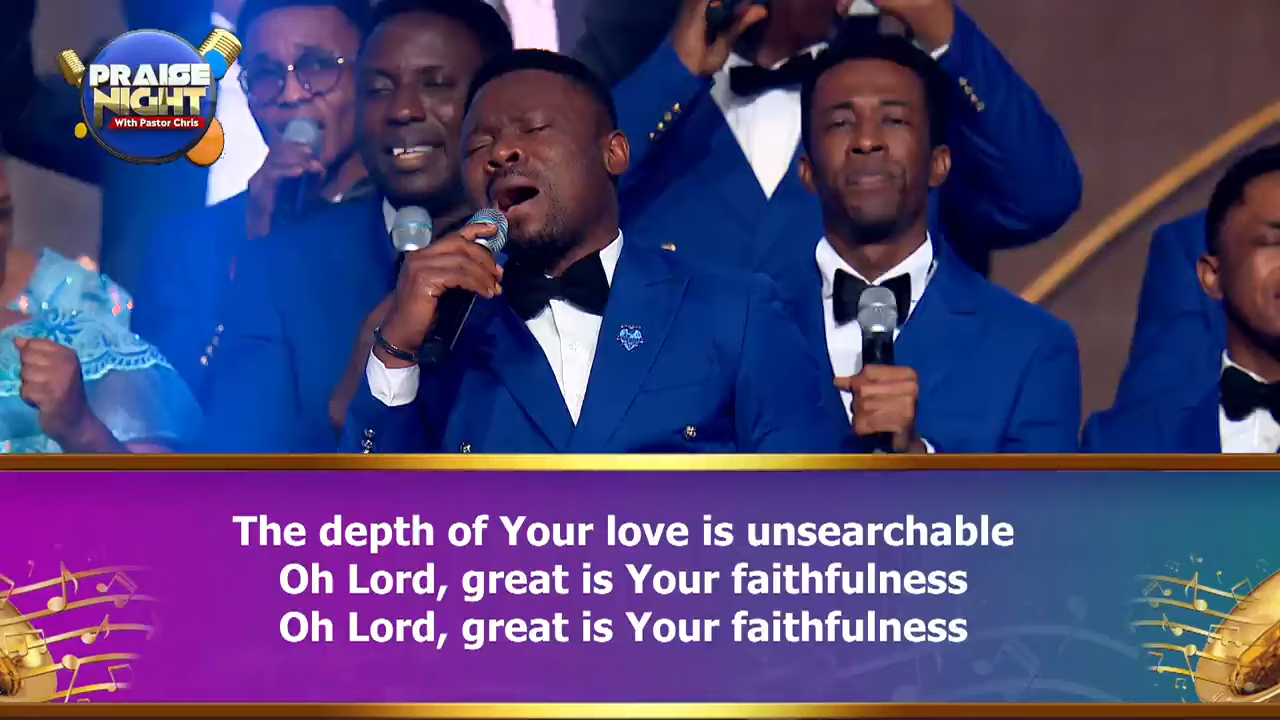 PRAISE
NIGHT
With Pastor Chris
The depth of Your love is unsearchable
Oh Lord, great is Your faithfulness
Oh Lord, great is Your faithfulness